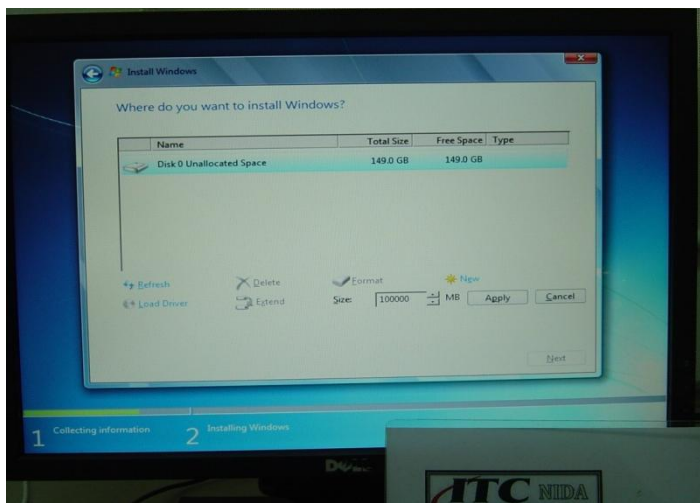 Install Windows
Where do you want to install Windows?
Name Total Size Free Space Type
Disk 0 Unallocated Space 149.0 GB 149.0 GB
Refresh Delete Format New
Load Driver Extend Size: 100000 MB Apply Cancel
Next
1 Collecting information 2 Installing Windows
ITC NIDA